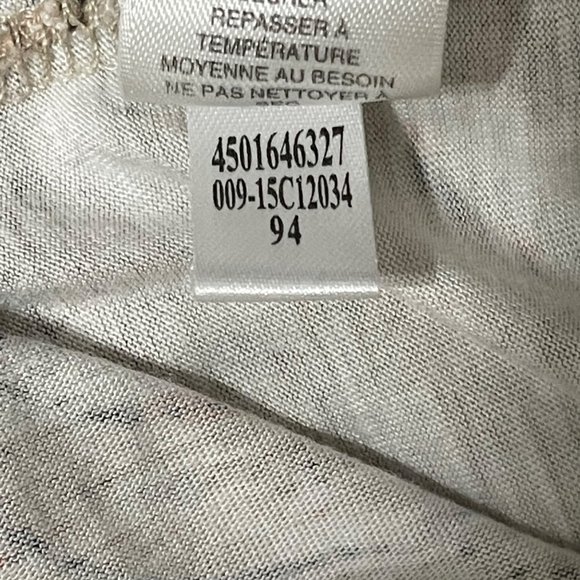 REPASSER À
TEMPÉRATURE
MOYENNE AU BESOIN
NE PAS NETTOYER À
4501646327
009-15C12034
94